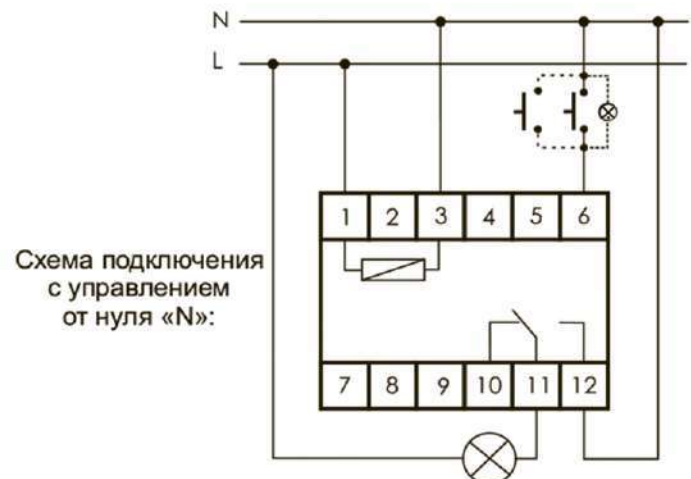 N
L
1 2 3 4 5 6
Схема подключения
с управлением
от нуля «N»:
7 8 9 10 11 12